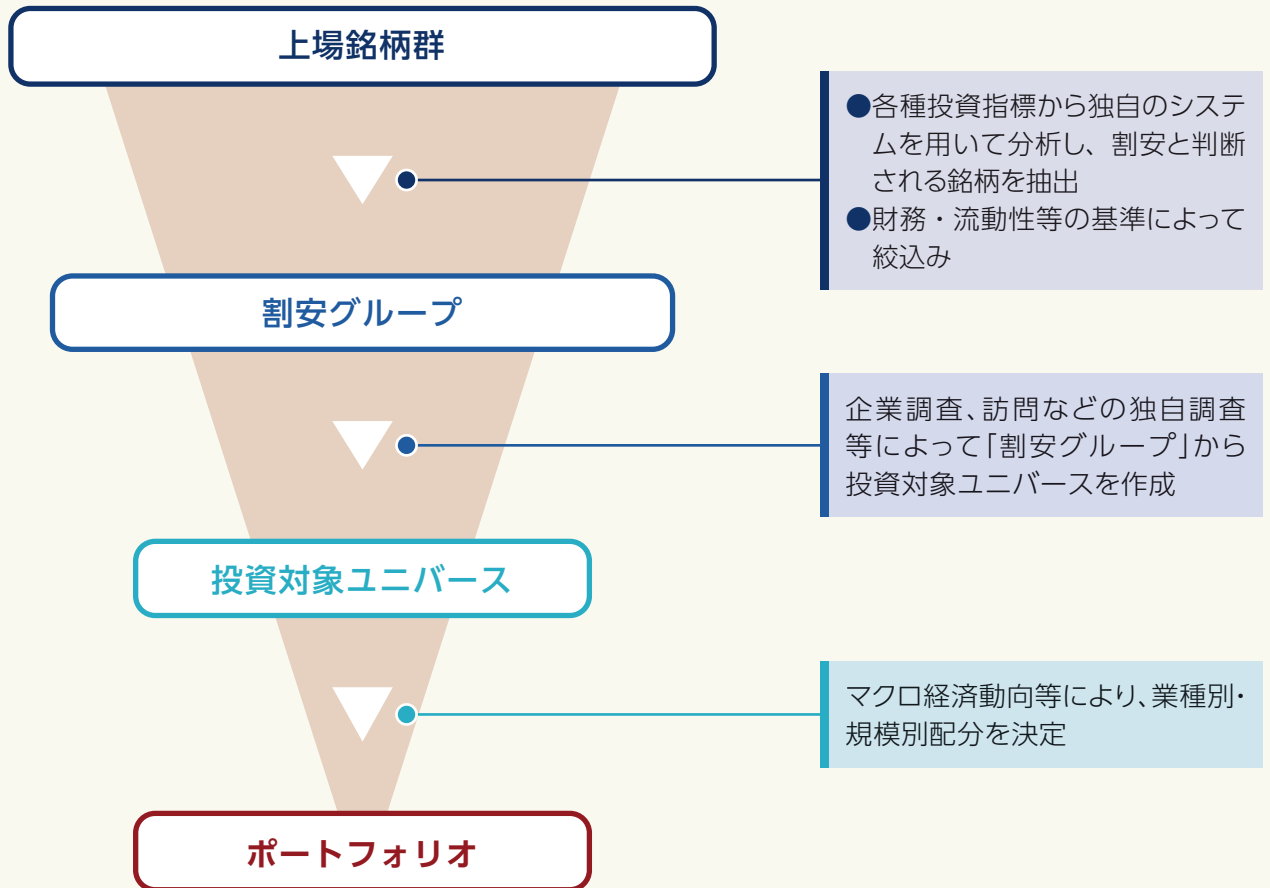 上場銘柄群
●各種投資指標から独自のシステ
ムを用いて分析し、割安と判断
される銘柄を抽出
●財務・流動性等の基準によって
絞込み
割安グループ
企業調査、訪問などの独自調査
等によって「割安グループ」から
投資対象ユニバースを作成
投資対象ユニバース
マクロ経済動向等により、業種別・
規模別配分を決定
ポートフォリオ